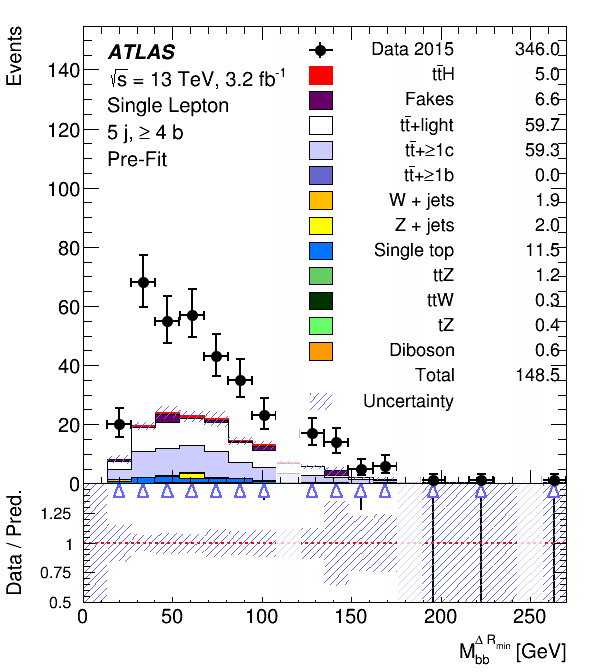 Events
ATLAS
√s = 13 TeV, 3.2 fb-1
Single Lepton
5 j, ≥ 4 b
Pre-Fit
Data 2015 346.0
tt̄H 5.0
Fakes 6.6
tt̄+light 59.7
tt̄+≥1c 59.3
tt̄+≥1b 0.0
W + jets 1.9
Z + jets 2.0
Single top 11.5
ttZ 1.2
ttW 0.3
tZ 0.4
Diboson 0.6
Total 148.5
Uncertainty
140
120
100
80
60
40
20
0
Data / Pred.
1.25
1
0.75
0.5
0 50 100 150 200 250
M_bb^Δ R_min [GeV]